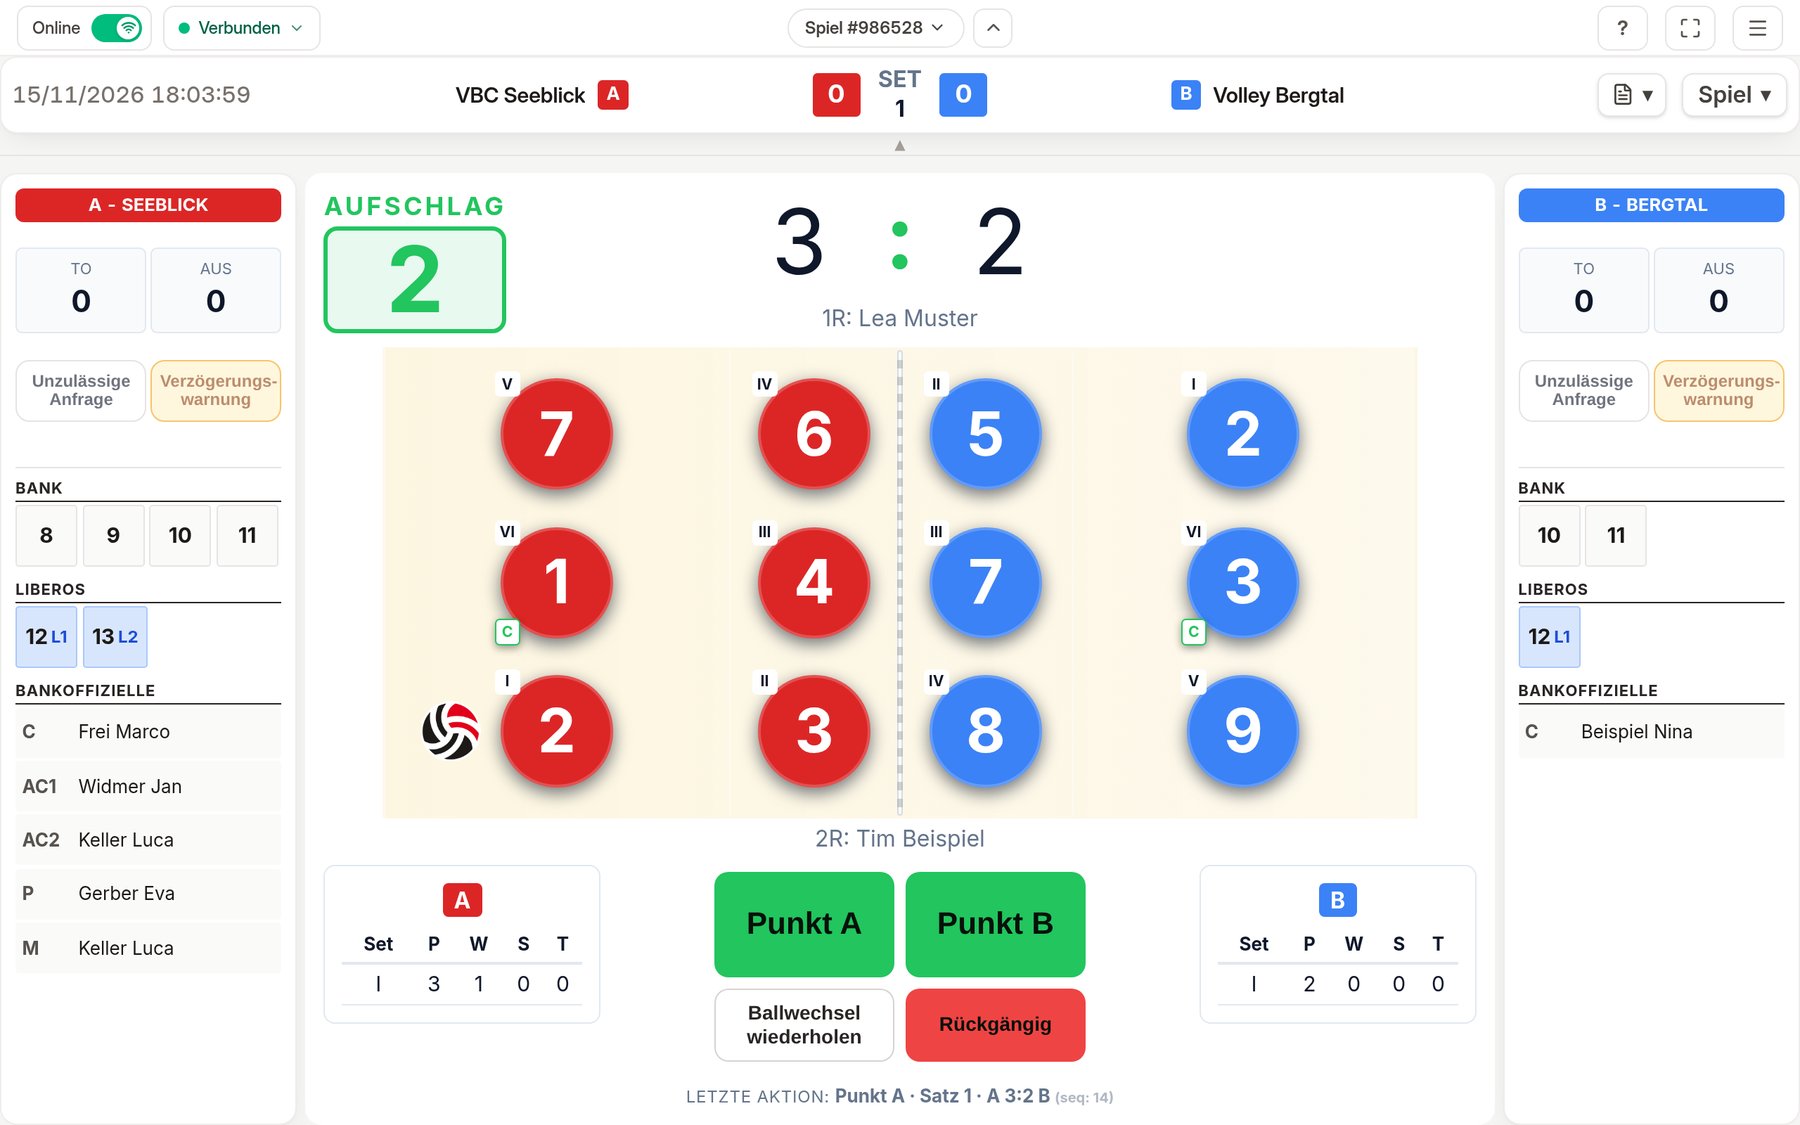 Online
Verbunden
Spiel #986528
?
15/11/2026 18:03:59
VBC Seeblick A
0 SET 1 0
B Volley Bergtal
▼
Spiel ▼
▲
A - SEEBLICK
TO AUS
0 0
Unzulässige Anfrage
Verzögerungs-
warnung
BANK
8 9 10 11
LIBEROS
12 L1 13 L2
BANKOFFIZIELLE
C Frei Marco
AC1 Widmer Jan
AC2 Keller Luca
P Gerber Eva
M Keller Luca
AUFSCHLAG
2
3 : 2
1R: Lea Muster
V 7 IV 6 II 5 I 2
VI 1 C III 4 III 7 VI 3 C
I 2 II 3 IV 8 V 9
2R: Tim Beispiel
A
Set P W S T
I 3 1 0 0
Punkt A
Punkt B
Ballwechsel
wiederholen
Rückgängig
B
Set P W S T
I 2 0 0 0
LETZTE AKTION: Punkt A · Satz 1 · A 3:2 B (seq: 14)
B - BERGTAL
TO AUS
0 0
Unzulässige Anfrage
Verzögerungs-
warnung
BANK
10 11
LIBEROS
12 L1
BANKOFFIZIELLE
C Beispiel Nina